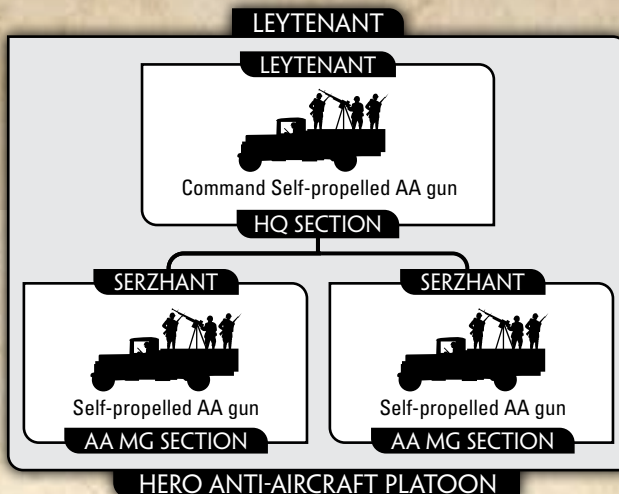 LEYTENANT
LEYTENANT
Command Self-propelled AA gun
HQ SECTION
SERZHANT
Self-propelled AA gun
AA MG SECTION
SERZHANT
Self-propelled AA gun
AA MG SECTION
HERO ANTI-AIRCRAFT PLATOON